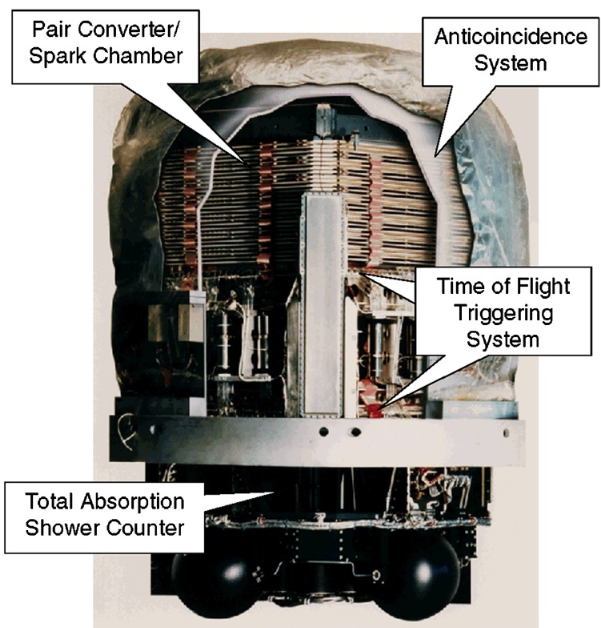 Pair Converter/
Spark Chamber
Anticoincidence
System
Time of Flight
Triggering
System
Total Absorption
Shower Counter